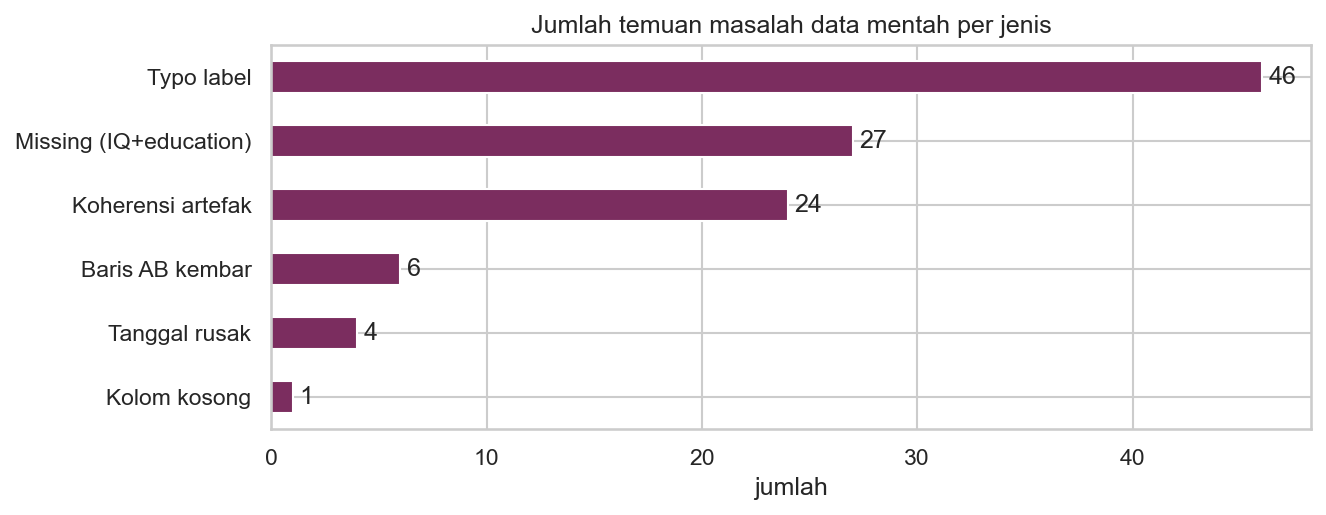 Jumlah temuan masalah data mentah per jenis
Typo label
46
Missing (IQ+education)
27
Koherensi artefak
24
Baris AB kembar
6
Tanggal rusak
4
Kolom kosong
1
0 10 20 30 40
jumlah